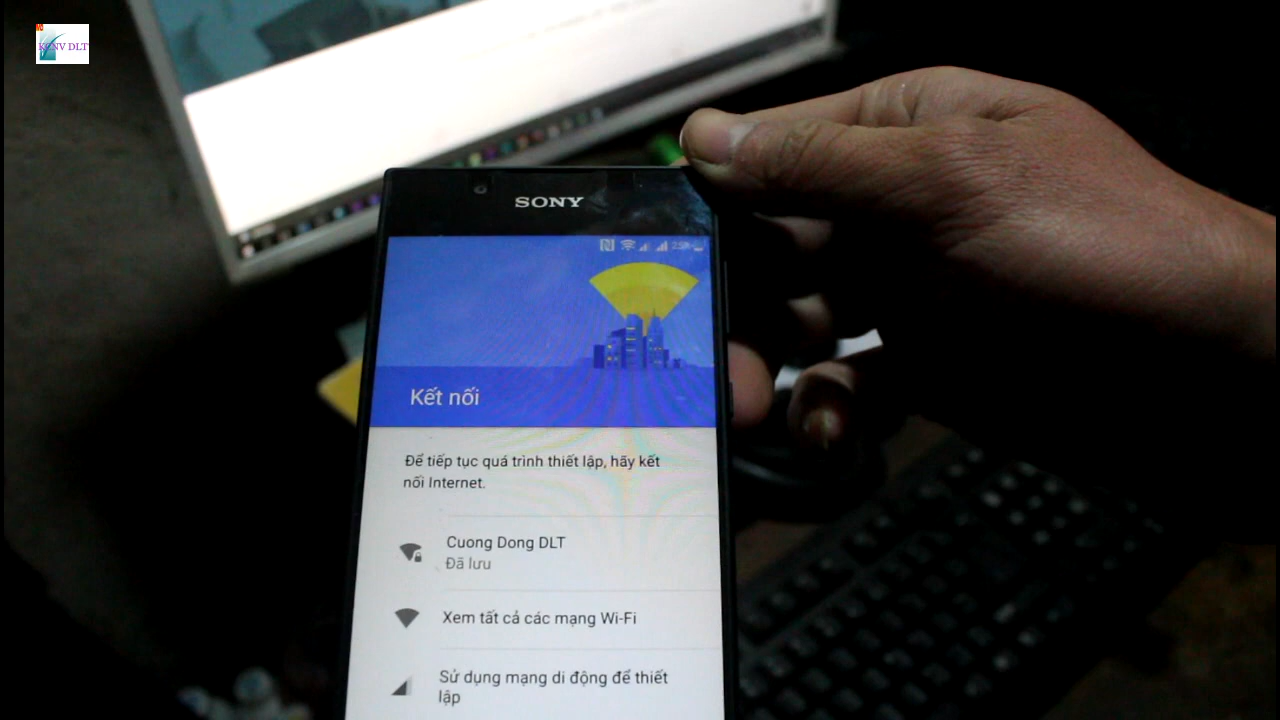 KCNV DLT
SONY
Kết nối
Để tiếp tục quá trình thiết lập, hãy kết
nối Internet.
Cuong Dong DLT
Đã lưu
Xem tất cả các mạng Wi-Fi
Sử dụng mạng di động để thiết
lập